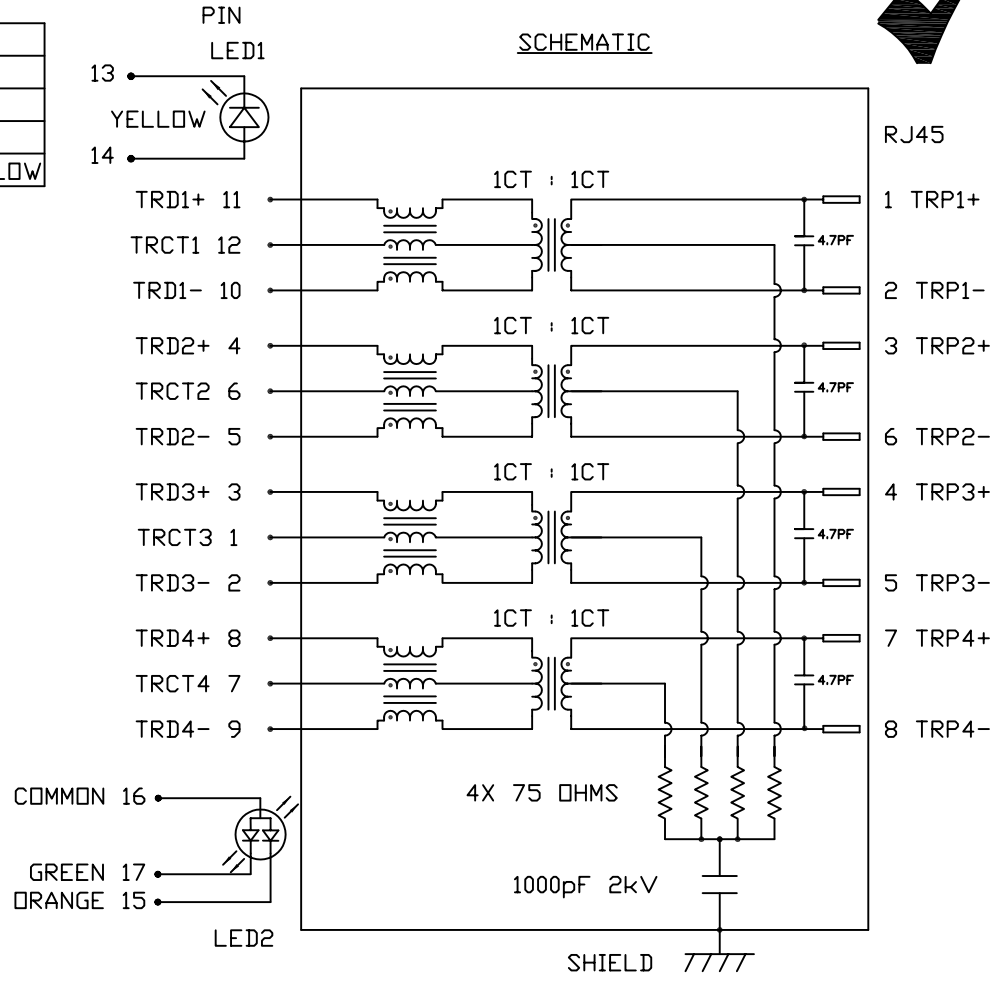 PIN
LED1
SCHEMATIC
13
YELLOW
14
LOW
RJ45
1CT : 1CT
TRD1+ 11
1 TRP1+
TRCT1 12
4.7PF
TRD1- 10
2 TRP1-
1CT : 1CT
TRD2+ 4
3 TRP2+
TRCT2 6
4.7PF
TRD2- 5
6 TRP2-
1CT : 1CT
TRD3+ 3
4 TRP3+
TRCT3 1
4.7PF
TRD3- 2
5 TRP3-
1CT : 1CT
TRD4+ 8
7 TRP4+
TRCT4 7
4.7PF
TRD4- 9
8 TRP4-
COMMON 16
4X 75 OHMS
GREEN 17
ORANGE 15
1000pF 2kV
LED2
SHIELD